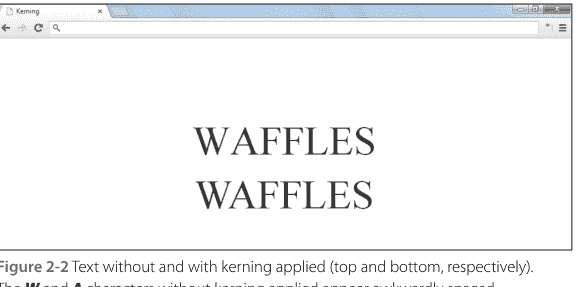 Kerning
WAFFLES
WAFFLES
Figure 2-2 Text without and with kerning applied (top and bottom, respectively).
The W and A characters without kerning applied appear awkwardly spaced